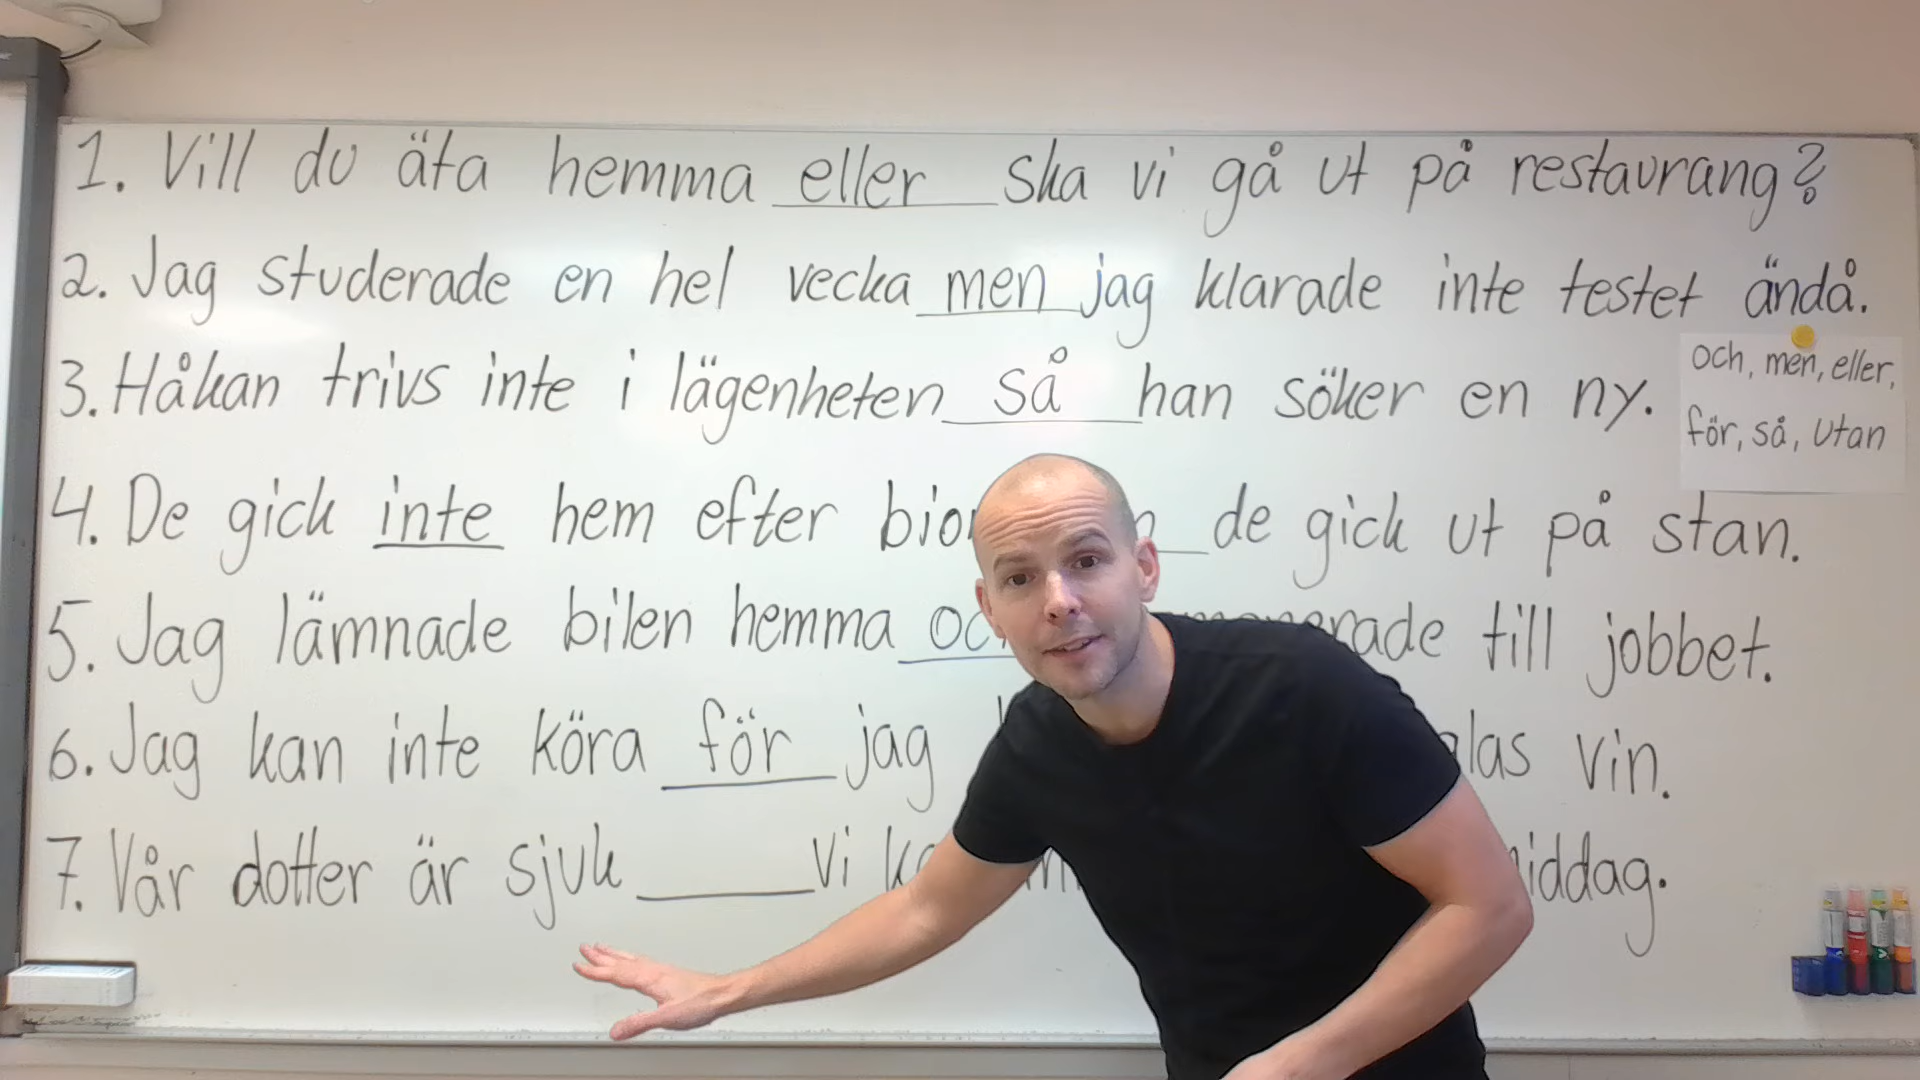 1. Vill du äta hemma eller ska vi gå ut på restaurang?
2. Jag studerade en hel vecka men jag klarade inte testet ändå.
3. Håkan trivs inte i lägenheten så han söker en ny.
och, men, eller,
för, så, utan
4. De gick inte hem efter de gick ut på stan.
5. Jag lämnade bilen hemma till jobbet.
6. Jag kan inte köra för jag vin.
7. Vår dotter är sjuk _____ vi